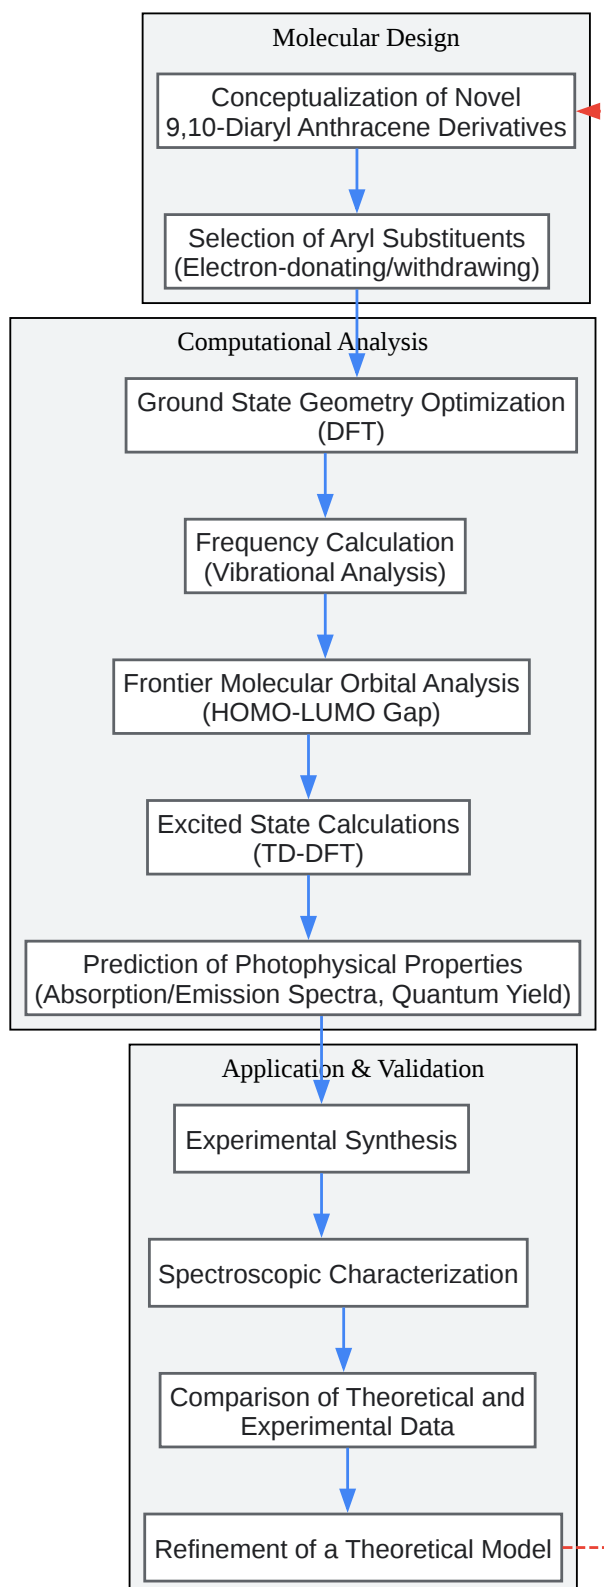 Molecular Design
Conceptualization of Novel
9,10-Diaryl Anthracene Derivatives
Selection of Aryl Substituents
(Electron-donating/withdrawing)
Computational Analysis
Ground State Geometry Optimization
(DFT)
Frequency Calculation
(Vibrational Analysis)
Frontier Molecular Orbital Analysis
(HOMO-LUMO Gap)
Excited State Calculations
(TD-DFT)
Prediction of Photophysical Properties
(Absorption/Emission Spectra, Quantum Yield)
Application & Validation
Experimental Synthesis
Spectroscopic Characterization
Comparison of Theoretical and
Experimental Data
Refinement of a Theoretical Model